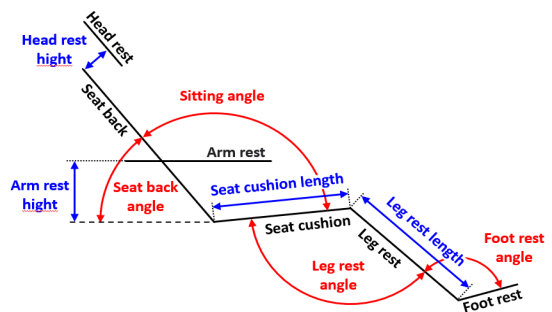 Head rest
Head rest
hight
Seat back
Sitting angle
Arm rest
Arm rest
hight
Seat back
angle
Seat cushion length
Seat cushion
Leg rest length
Leg rest
Leg rest
angle
Foot rest
angle
Foot rest